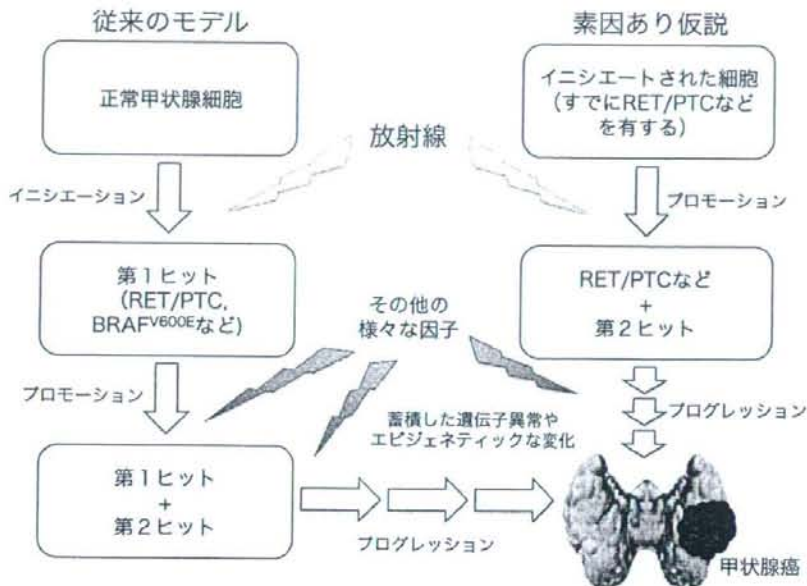 従来のモデル
素因あり仮説
正常甲状腺細胞
イニシエートされた細胞
(すでにRET/PTCなど
を有する)
放射線
イニシエーション
プロモーション
第1ヒット
(RET/PTC,
BRAFV600Eなど)
その他の
様々な因子
RET/PTCなど
+
第2ヒット
プロモーション
プログレッション
蓄積した遺伝子異常や
エピジェネティックな変化
第1ヒット
+
第2ヒット
プログレッション
甲状腺癌